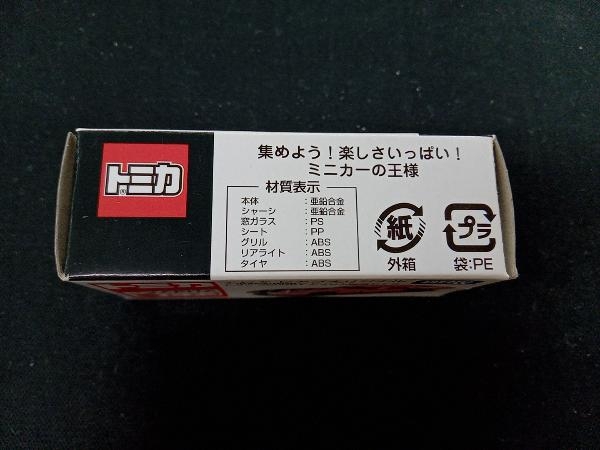 トミカ
集めよう！楽しさいっぱい！
ミニカーの王様
材質表示
本体 ：亜鉛合金
シャーシ ：亜鉛合金
窓ガラス ：PS
シート ：PP
グリル ：ABS
リアライト ：ABS
タイヤ ：ABS
紙
外箱
プラ
袋:PE